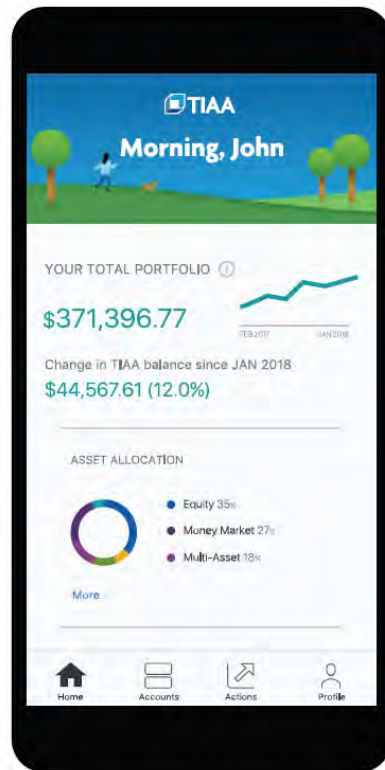 TIAA
Morning, John
YOUR TOTAL PORTFOLIO
$371,396.77
FEB 2017 JAN 2018
Change in TIAA balance since JAN 2018
$44,567.61 (12.0%)
ASSET ALLOCATION
Equity 35%
Money Market 27%
Multi-Asset 18%
More
Home Accounts Actions Profile